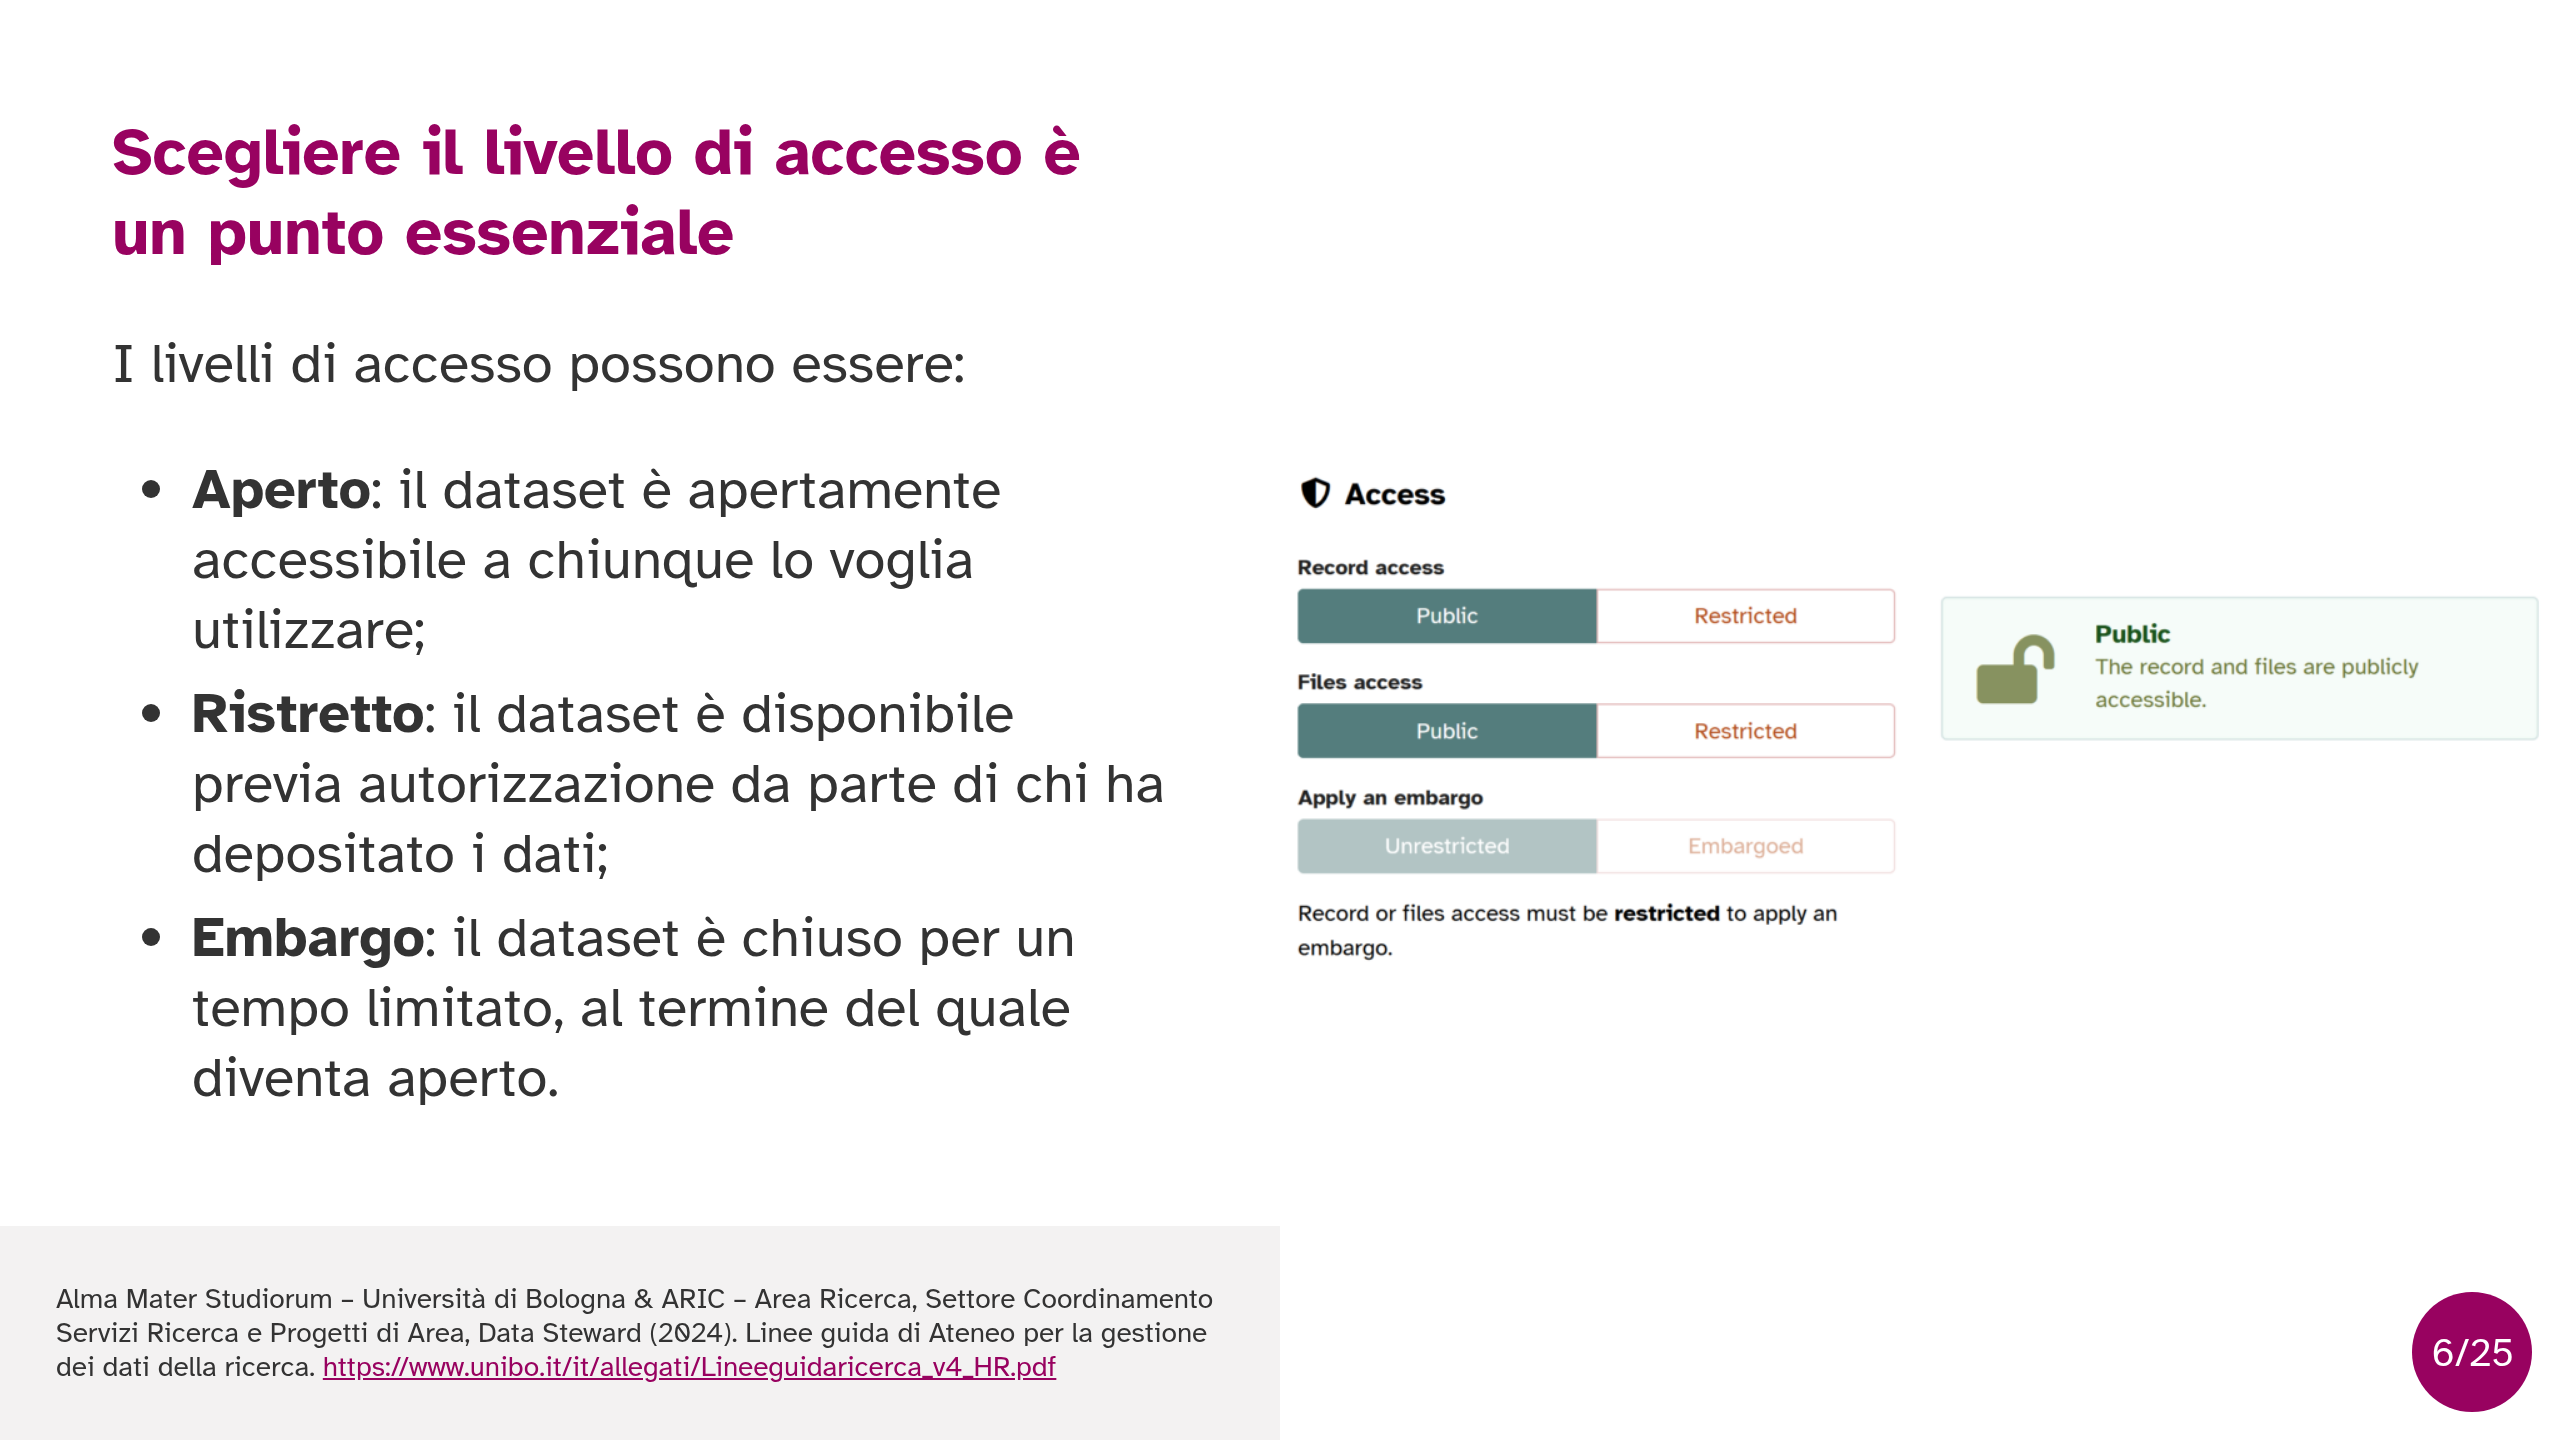 Scegliere il livello di accesso è
un punto essenziale
I livelli di accesso possono essere:
• Aperto: il dataset è apertamente
accessibile a chiunque lo voglia
utilizzare;
• Ristretto: il dataset è disponibile
previa autorizzazione da parte di chi ha
depositato i dati;
• Embargo: il dataset è chiuso per un
tempo limitato, al termine del quale
diventa aperto.
Access
Record access
Public Restricted
Files access
Public Restricted
Apply an embargo
Unrestricted Embargoed
Record or files access must be restricted to apply an
embargo.
Public
The record and files are publicly
accessible.
Alma Mater Studiorum – Università di Bologna & ARIC – Area Ricerca, Settore Coordinamento
Servizi Ricerca e Progetti di Area, Data Steward (2024). Linee guida di Ateneo per la gestione
dei dati della ricerca. https://www.unibo.it/it/allegati/Lineeguidaricerca_v4_HR.pdf
6/25